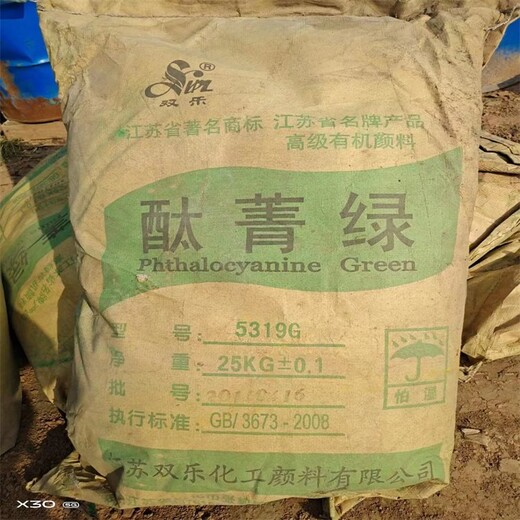 双乐
江苏省著名商标 江苏省名牌产品
高级有机颜料
酞菁绿
Phthalocyanine Green
型 号: 5319G
净 重: 25KG±0.1
批 号:
执行标准: GB/ 3673-2008
怕湿
江苏双乐化工颜料有限公司
X30 5G